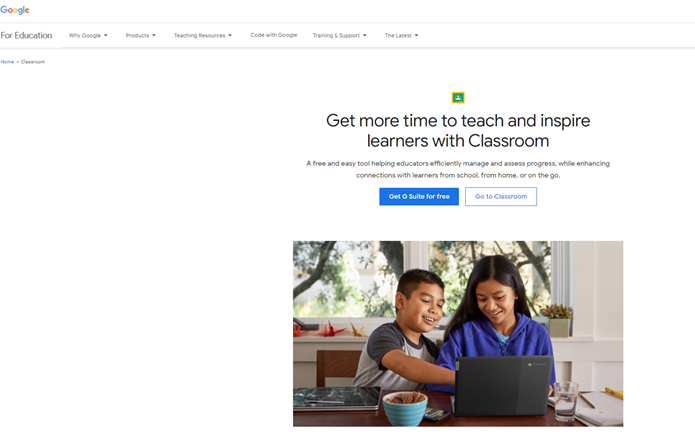 Google
For Education Why Google Products Teaching Resources Code with Google Training & Support The Latest
Home > Classroom
Get more time to teach and inspire
learners with Classroom
A free and easy tool helping educators efficiently manage and assess progress, while enhancing
connections with learners from school, from home, or on the go.
Get G Suite for free Go to Classroom